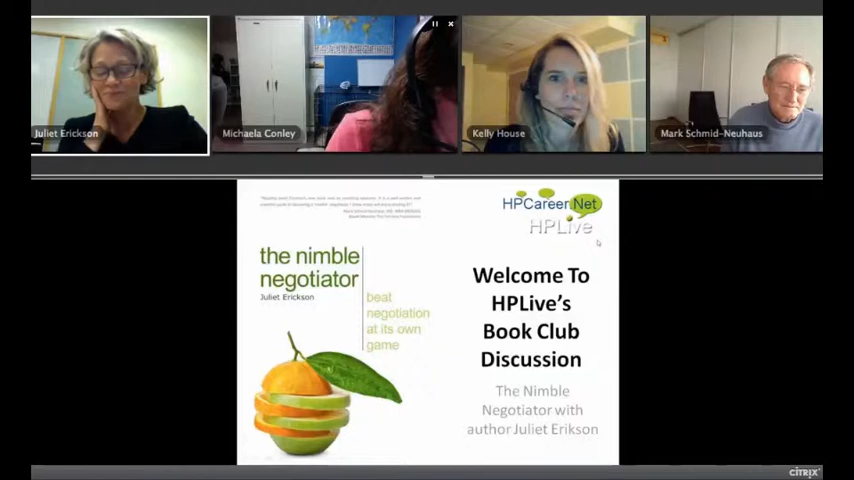 Juliet Erickson
Michaela Conley
Kelly House
Mark Schmid-Neuhaus
HPCareer.Net
HPLive
the nimble
negotiator
Juliet Erickson
beat
negotiation
at its own
game
Welcome To
HPLive's
Book Club
Discussion
The Nimble
Negotiator with
author Juliet Erikson
CITRIX